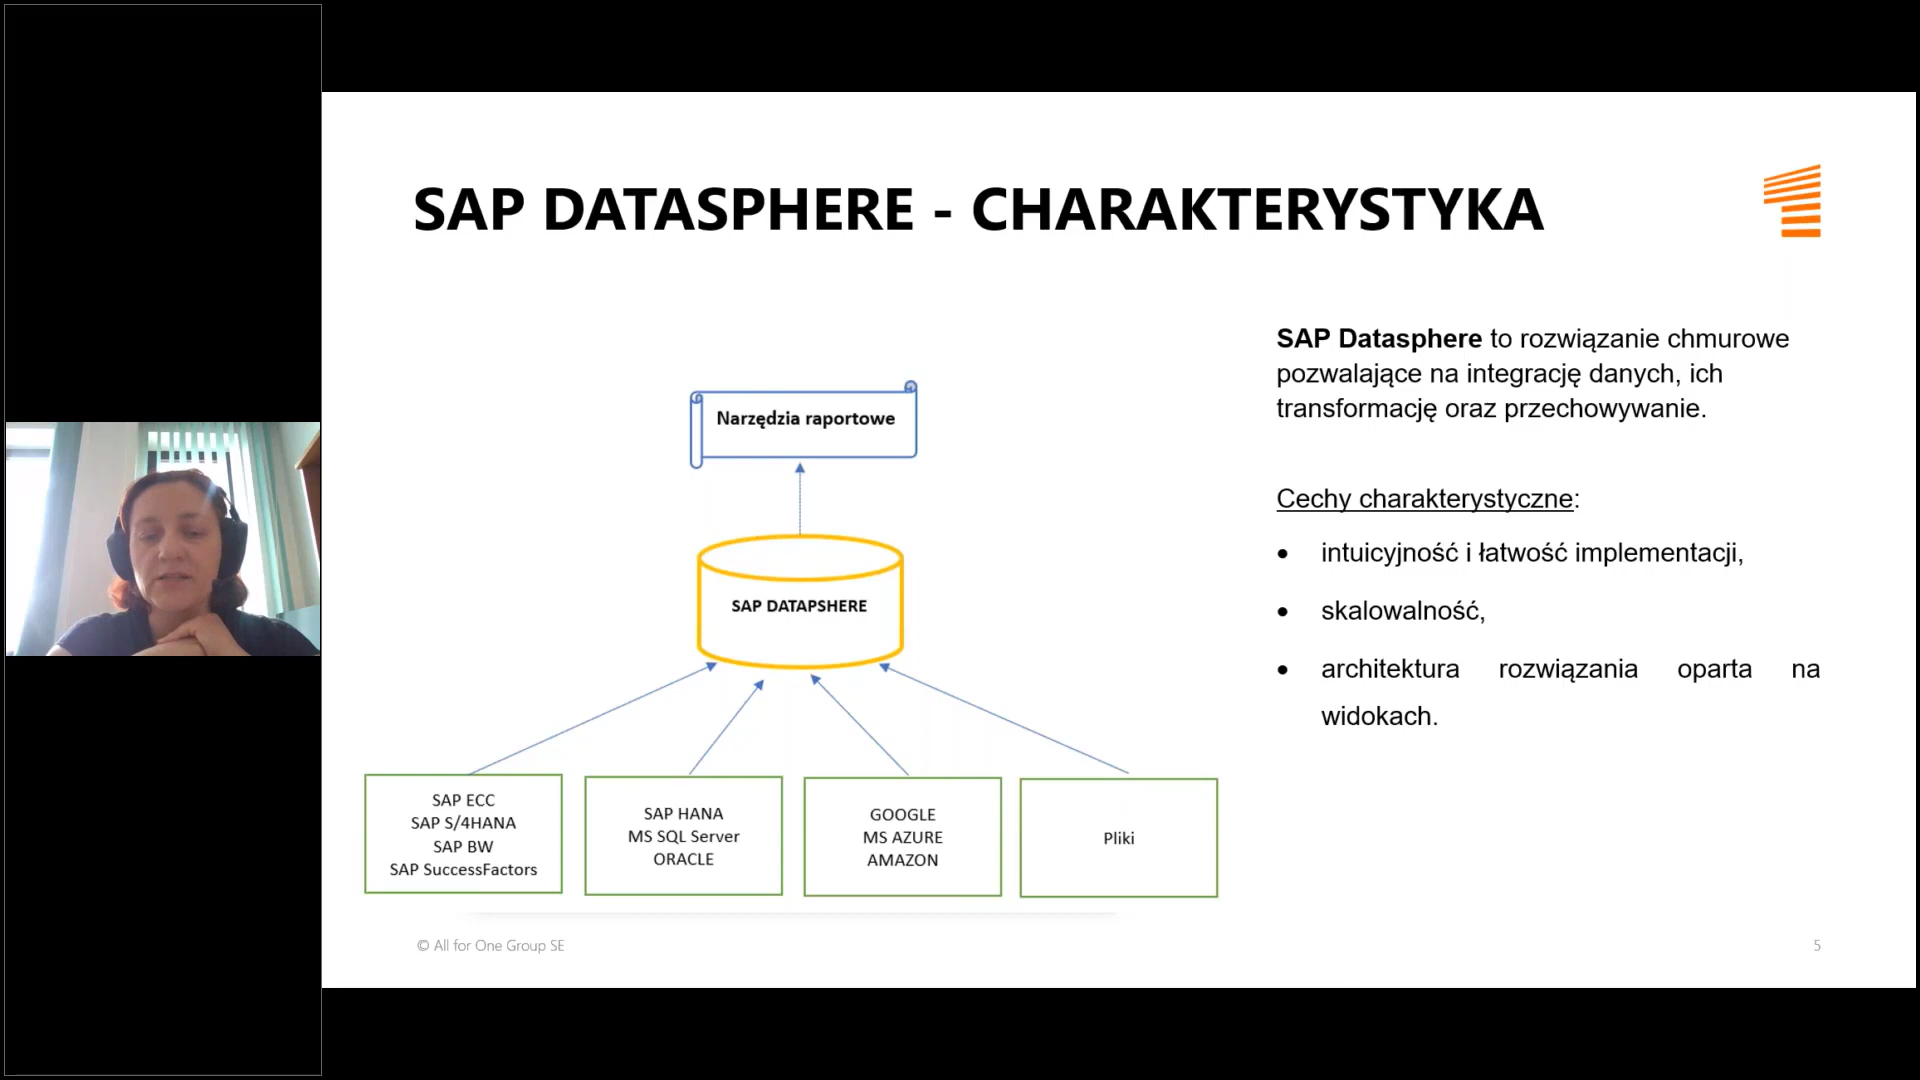 SAP DATASPHERE - CHARAKTERYSTYKA
Narzędzia raportowe
SAP DATAPSHERE
SAP ECC
SAP S/4HANA
SAP BW
SAP SuccessFactors
SAP HANA
MS SQL Server
ORACLE
GOOGLE
MS AZURE
AMAZON
Pliki
SAP Datasphere to rozwiązanie chmurowe
pozwalające na integrację danych, ich
transformację oraz przechowywanie.
Cechy charakterystyczne:
• intuicyjność i łatwość implementacji,
• skalowalność,
• architektura rozwiązania oparta na
widokach.
© All for One Group SE
5